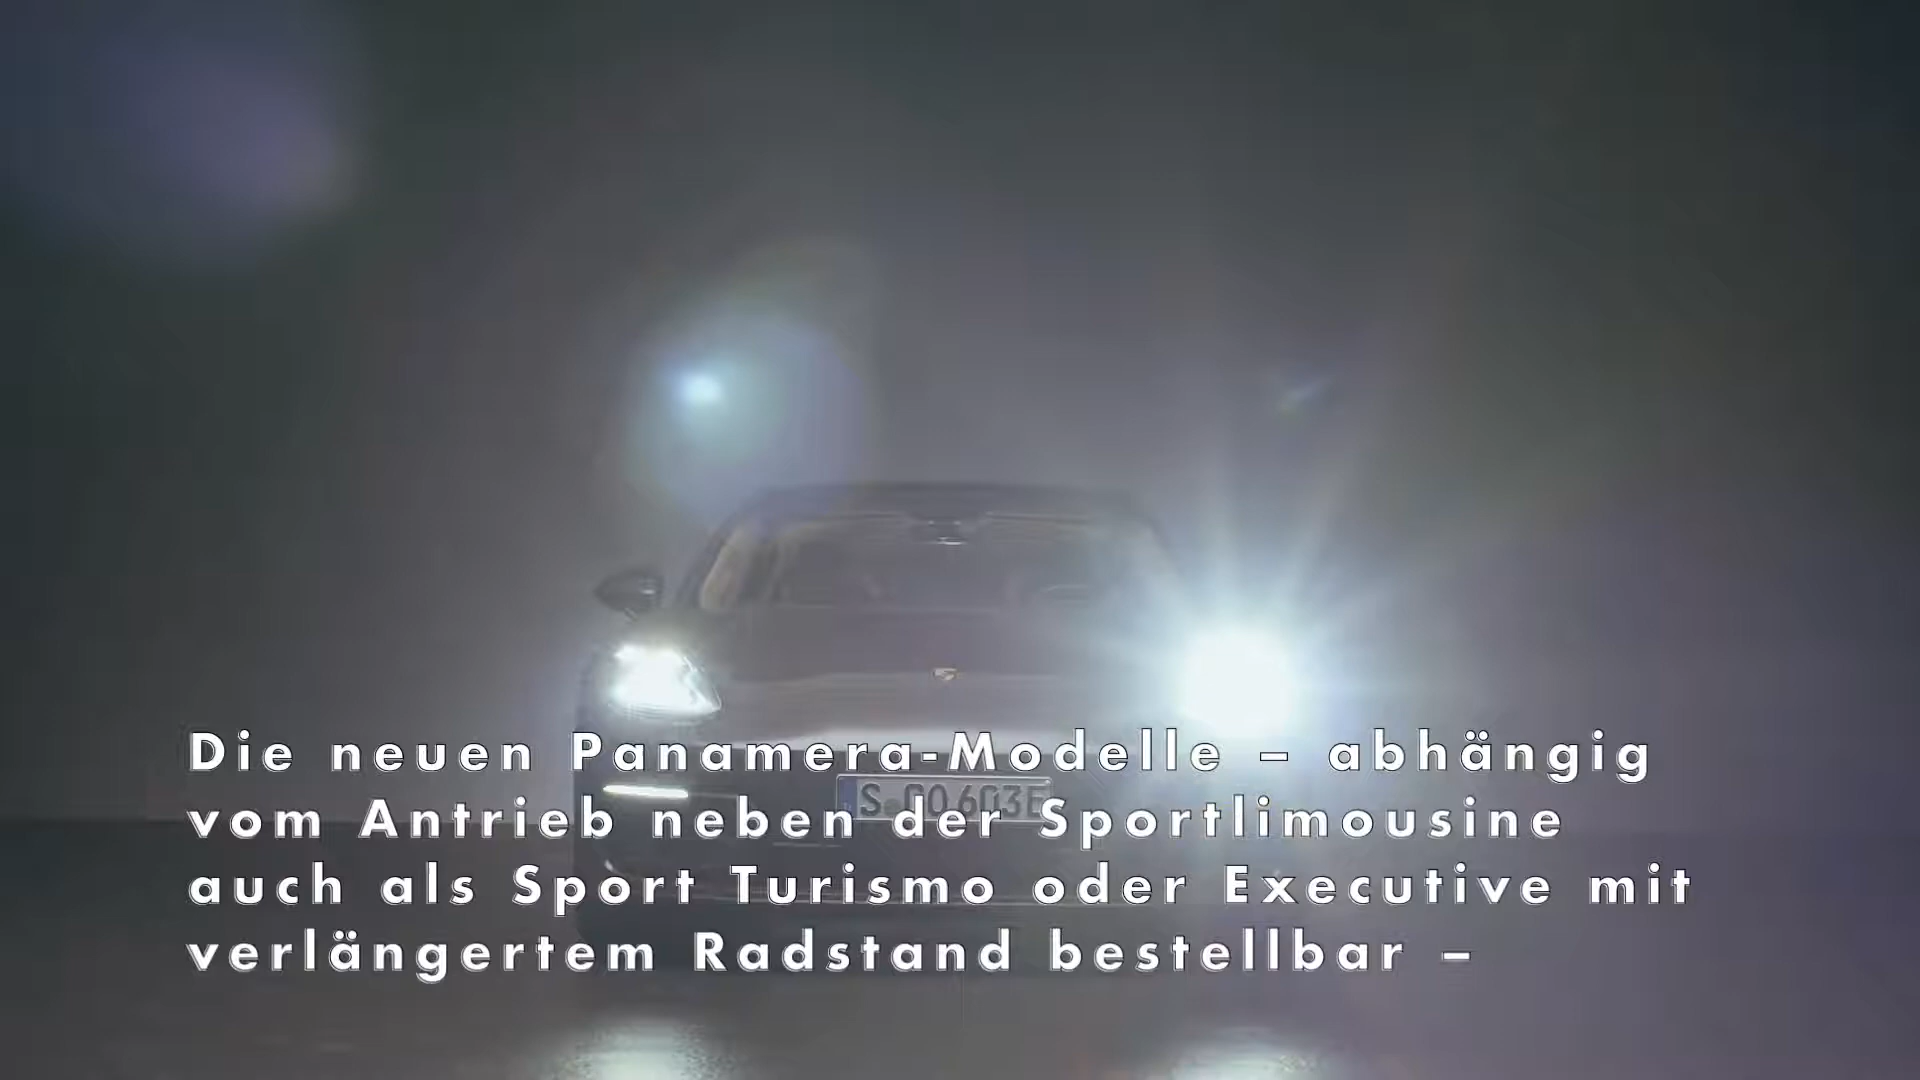 Die neuen Panamera-Modelle – abhängig
vom Antrieb neben der Sportlimousine
auch als Sport Turismo oder Executive mit
verlängertem Radstand bestellbar –